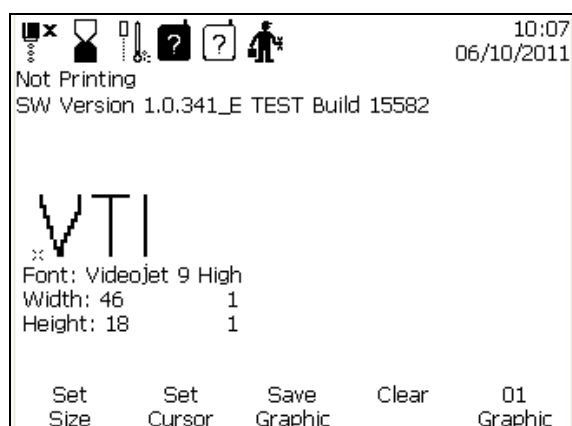 10:07
06/10/2011
Not Printing
SW Version 1.0.341_E TEST Build 15582
VTI
Font: Videojet 9 High
Width: 46 1
Height: 18 1
Set Set Save Clear 01
Size Cursor Graphic Graphic